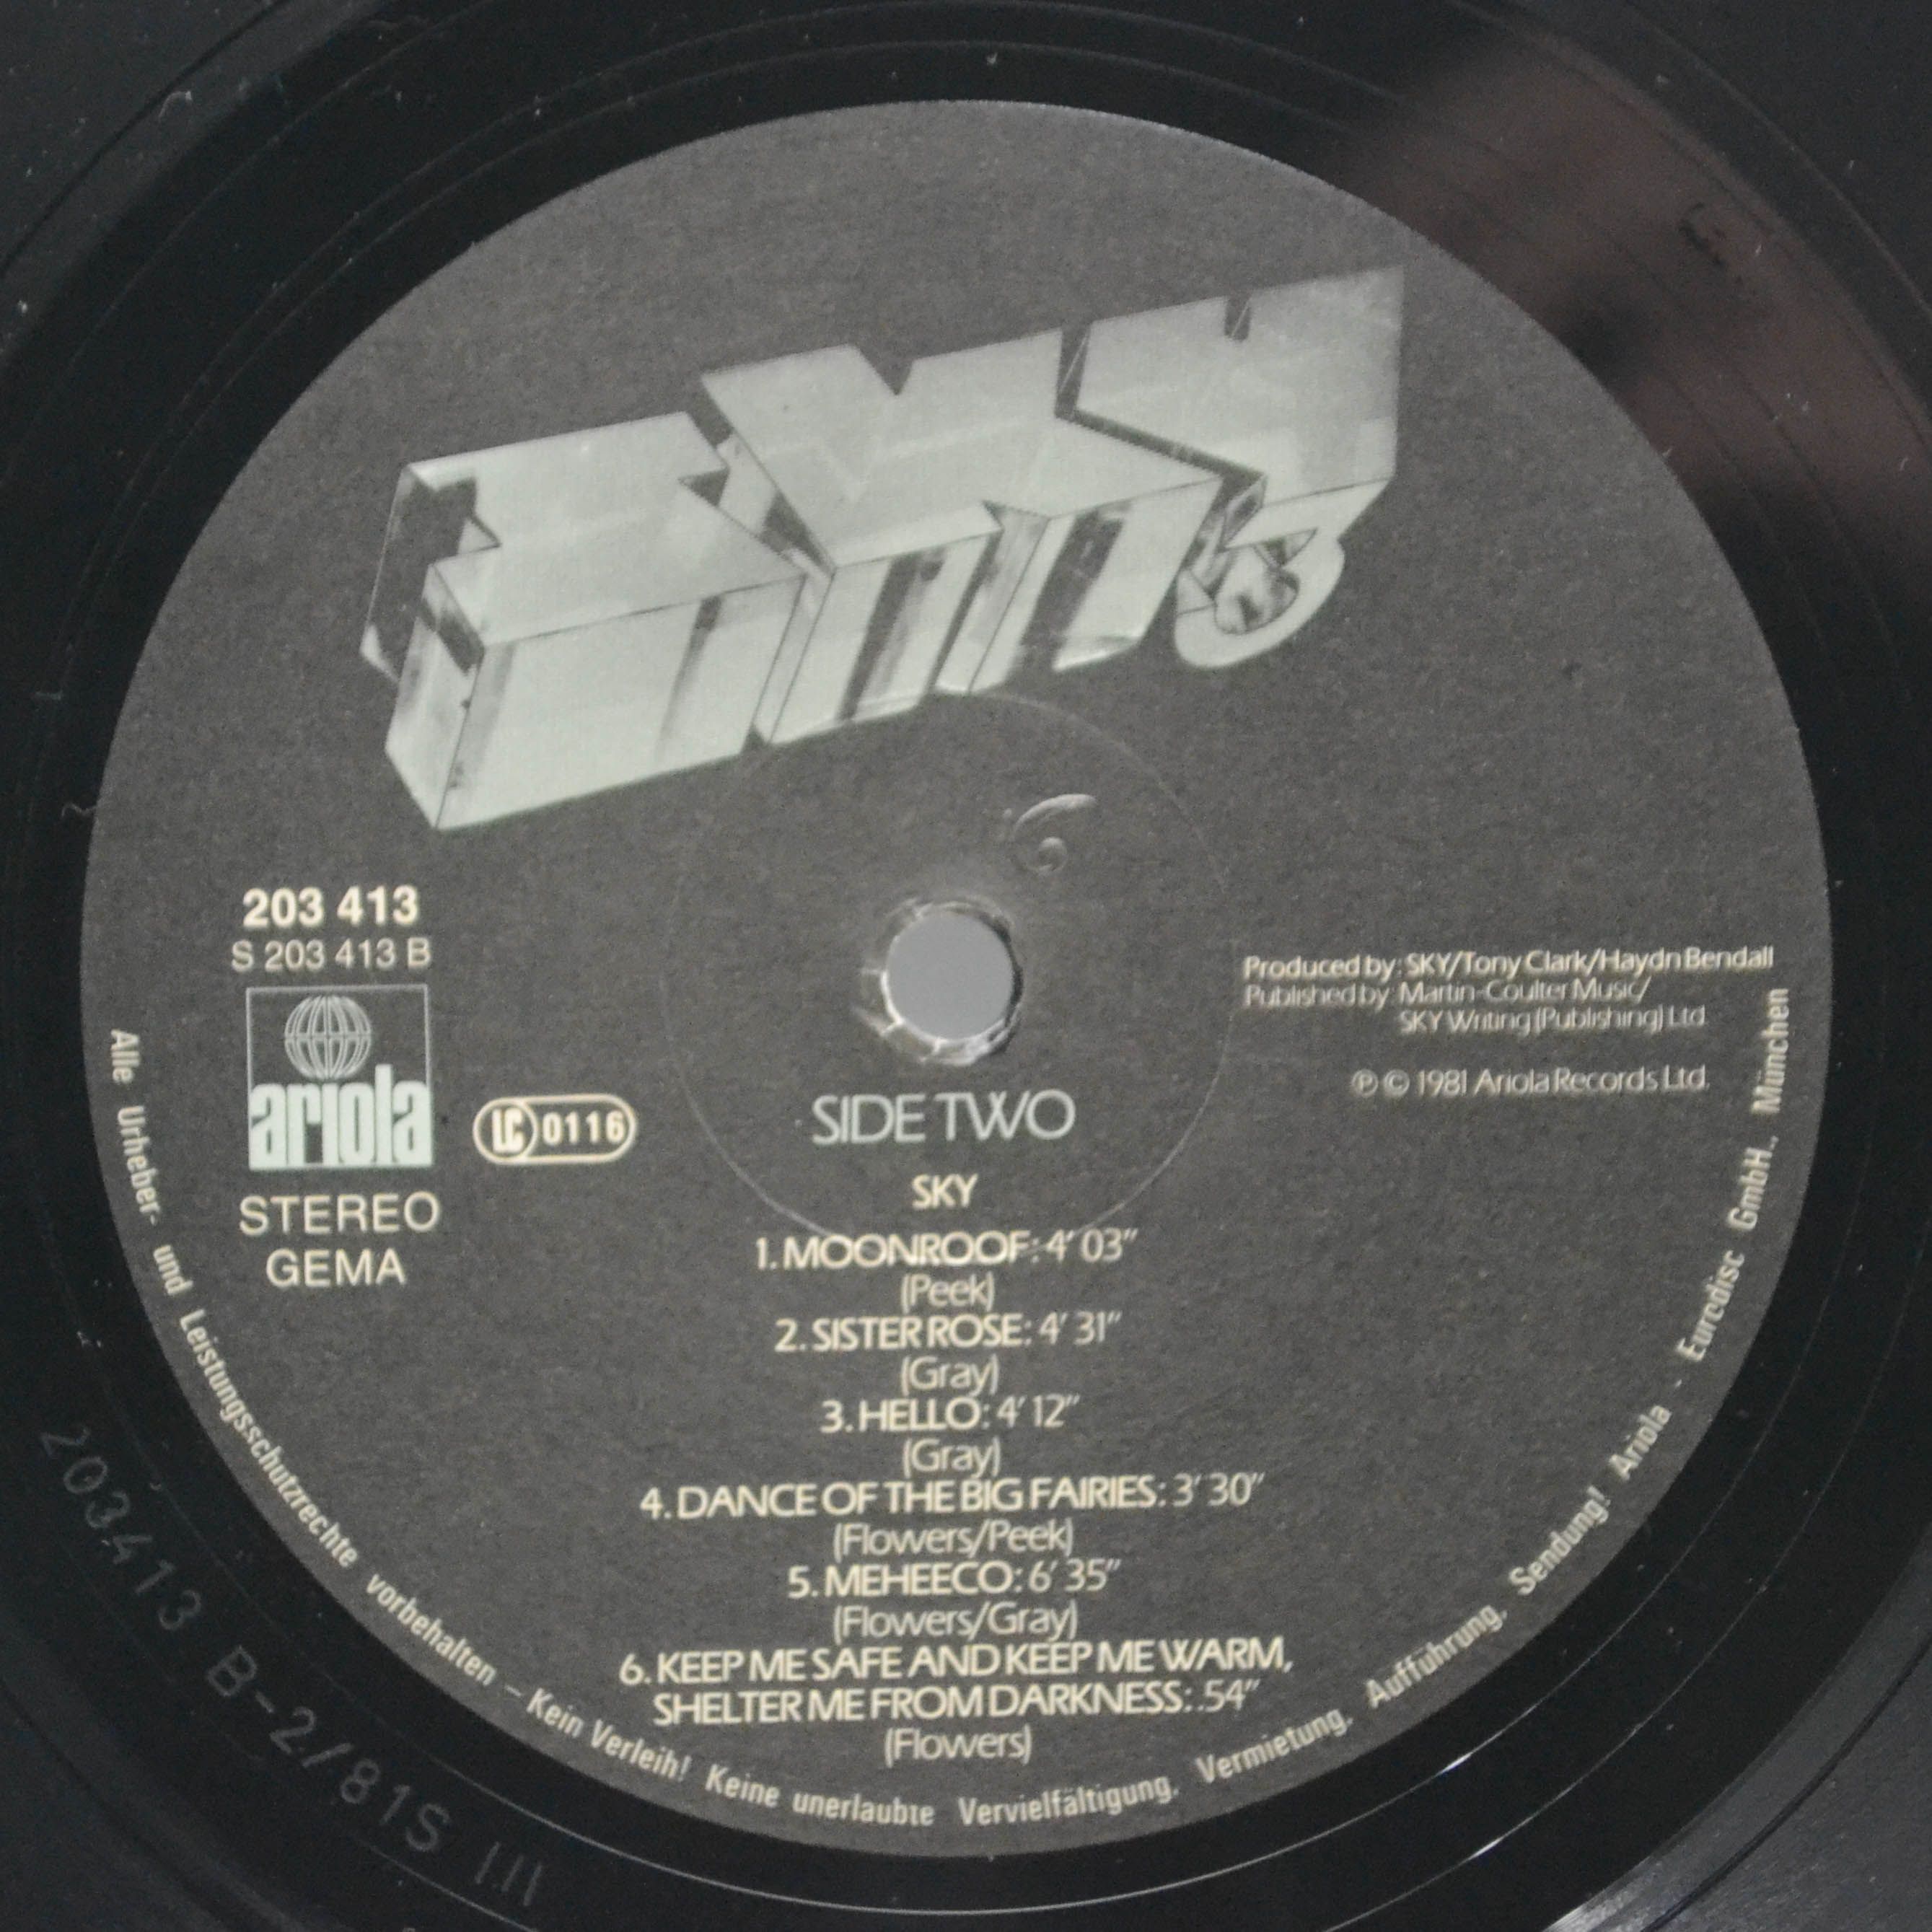 SKY 3
203 413
S 203 413 B
ariola
LC 0116
STEREO
GEMA
Produced by: SKY/Tony Clark/Haydn Bendall
Published by: Martin-Coulter Music/
SKY Writing (Publishing) Ltd.
℗ © 1981 Ariola Records Ltd.
6
SIDE TWO
SKY
1. MOONROOF: 4' 03"
(Peek)
2. SISTER ROSE: 4' 31"
(Gray)
3. HELLO: 4' 12"
(Gray)
4. DANCE OF THE BIG FAIRIES: 3' 30"
(Flowers/Peek)
5. MEHEECO: 6' 35"
(Flowers/Gray)
6. KEEP ME SAFE AND KEEP ME WARM,
SHELTER ME FROM DARKNESS: .54"
(Flowers)
Alle Urheber- und Leistungsschutzrechte vorbehalten – Kein Verleih! Keine unerlaubte Vervielfältigung, Vermietung, Aufführung, Sendung! Ariola - Eurodisc GmbH., München
203413 B-2/81S III